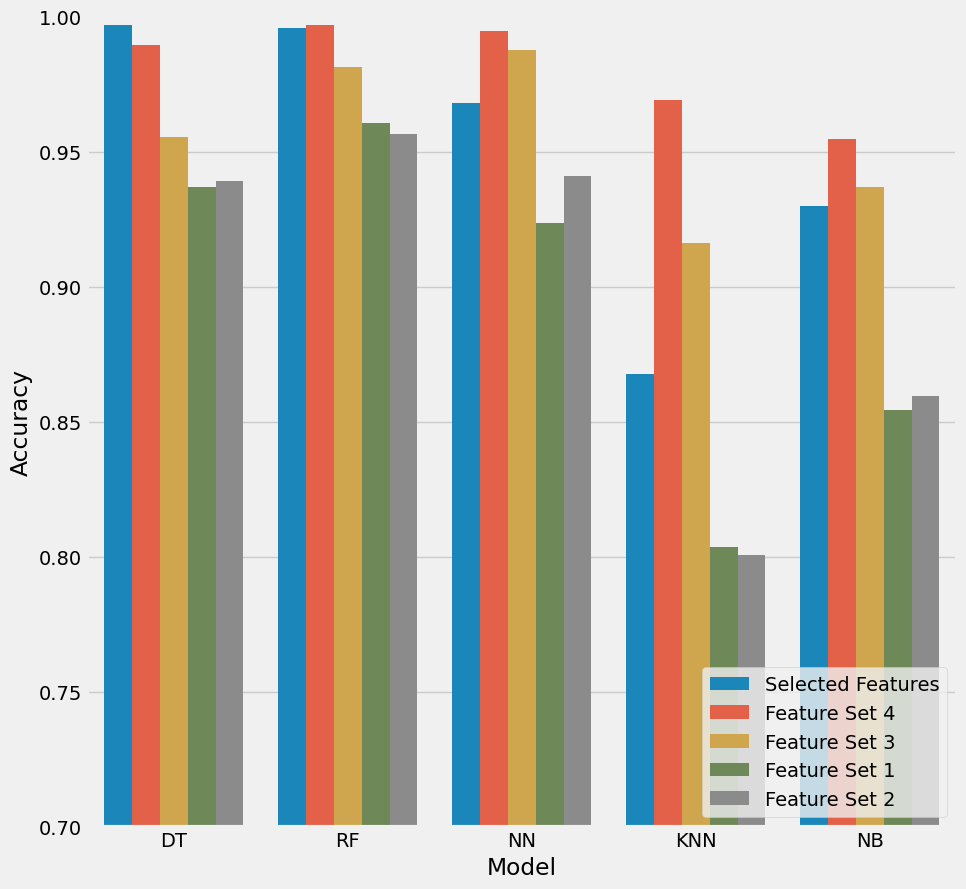 1.00
0.95
0.90
0.85
0.80
0.75
0.70
Accuracy
DT
RF
NN
KNN
NB
Model
Selected Features
Feature Set 4
Feature Set 3
Feature Set 1
Feature Set 2